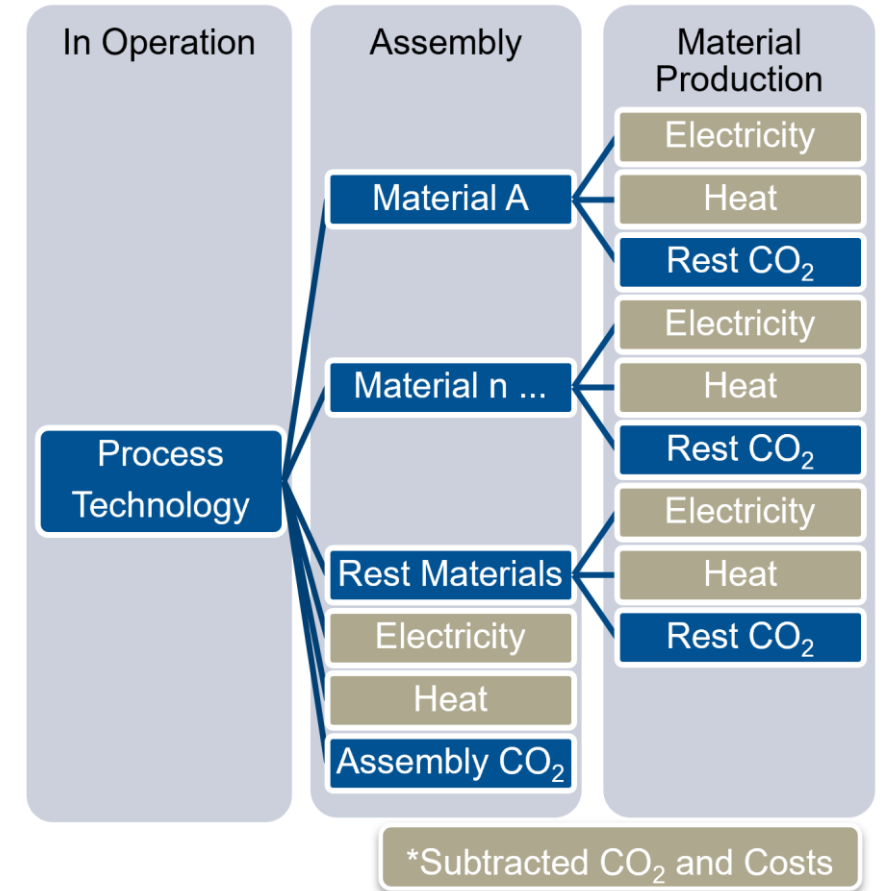 In Operation
Assembly
Material
Production
Process
Technology
Material A
Material n ...
Rest Materials
Electricity
Heat
Assembly CO₂
Electricity
Heat
Rest CO₂
Electricity
Heat
Rest CO₂
Electricity
Heat
Rest CO₂
*Subtracted CO₂ and Costs